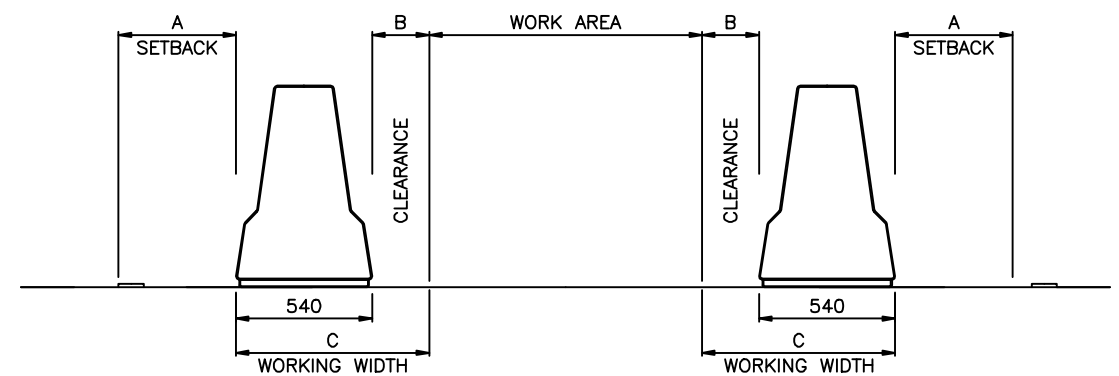 A
B
WORK AREA
B
A
SETBACK
SETBACK
CLEARANCE
CLEARANCE
540
540
C
C
WORKING WIDTH
WORKING WIDTH